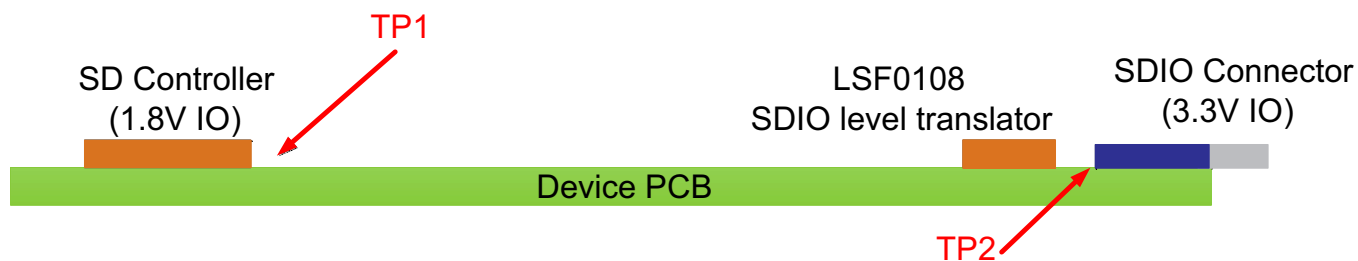 TP1
SD Controller
(1.8V IO)
LSF0108
SDIO level translator
SDIO Connector
(3.3V IO)
Device PCB
TP2